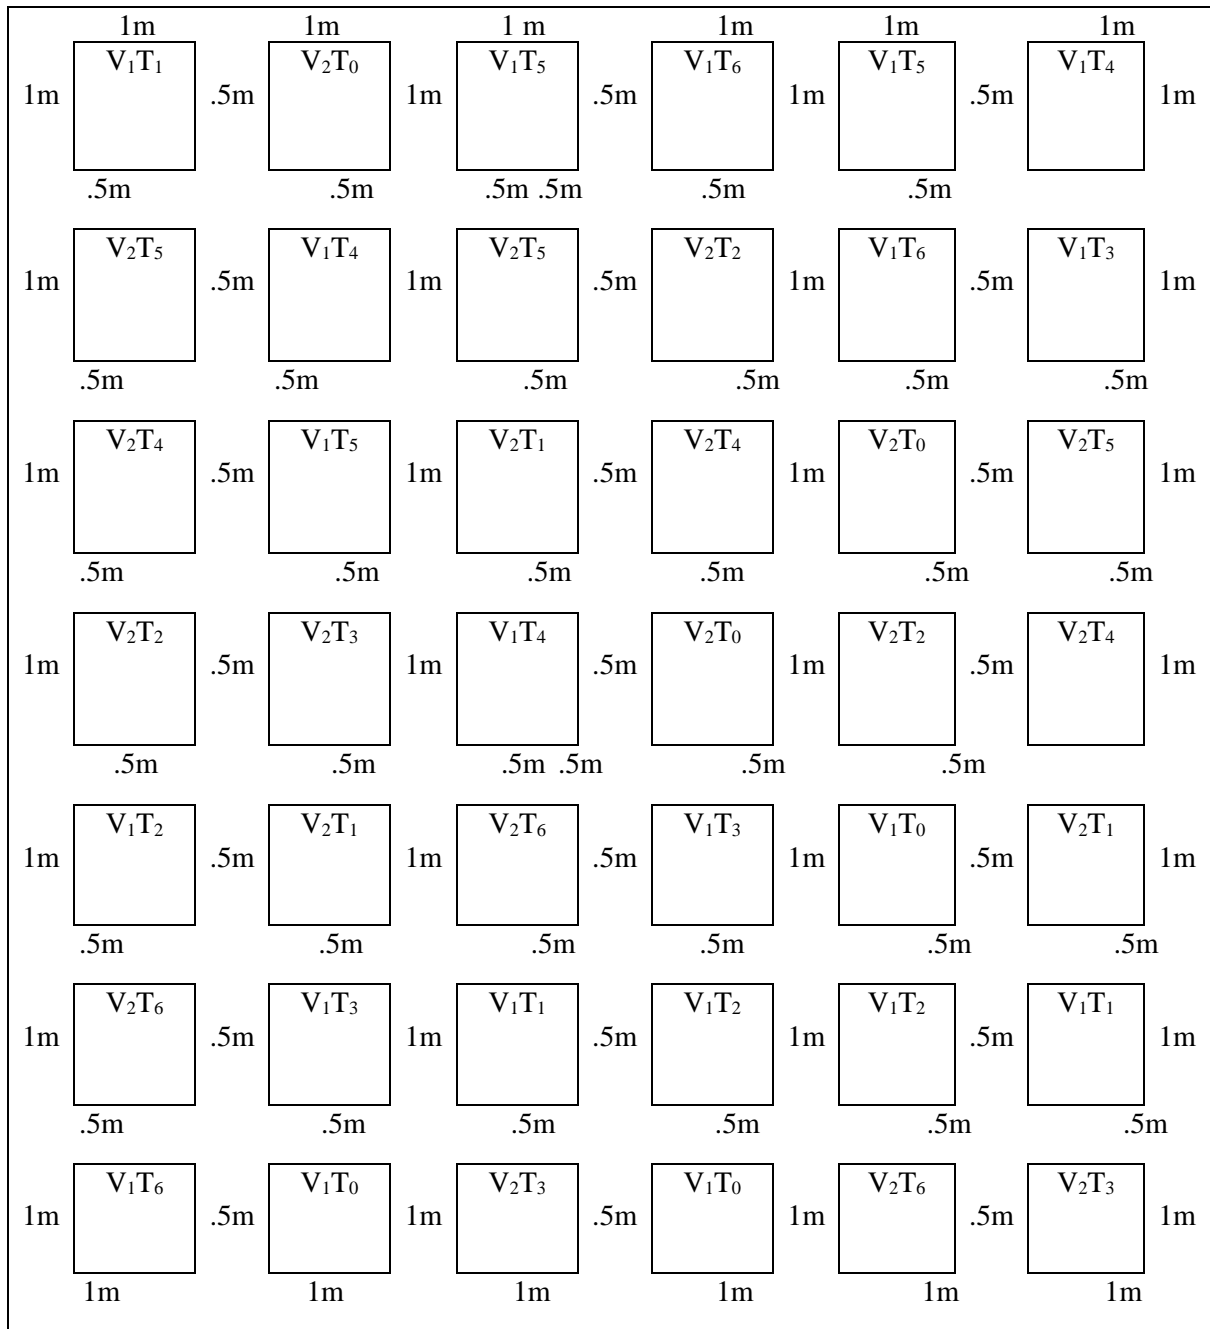 1m 1m 1 m 1m 1m 1m
V₁T₁ V₂T₀ V₁T₅ V₁T₆ V₁T₅ V₁T₄
1m .5m 1m .5m 1m .5m 1m
.5m .5m .5m .5m .5m .5m
V₂T₅ V₁T₄ V₂T₅ V₂T₂ V₁T₆ V₁T₃
1m .5m 1m .5m 1m .5m 1m
.5m .5m .5m .5m .5m .5m
V₂T₄ V₁T₅ V₂T₁ V₂T₄ V₂T₀ V₂T₅
1m .5m 1m .5m 1m .5m 1m
.5m .5m .5m .5m .5m .5m
V₂T₂ V₂T₃ V₁T₄ V₂T₀ V₂T₂ V₂T₄
1m .5m 1m .5m 1m .5m 1m
.5m .5m .5m .5m .5m .5m
V₁T₂ V₂T₁ V₂T₆ V₁T₃ V₁T₀ V₂T₁
1m .5m 1m .5m 1m .5m 1m
.5m .5m .5m .5m .5m .5m
V₂T₆ V₁T₃ V₁T₁ V₁T₂ V₁T₂ V₁T₁
1m .5m 1m .5m 1m .5m 1m
.5m .5m .5m .5m .5m .5m
V₁T₆ V₁T₀ V₂T₃ V₁T₀ V₂T₆ V₂T₃
1m .5m 1m .5m 1m .5m 1m
1m 1m 1m 1m 1m 1m